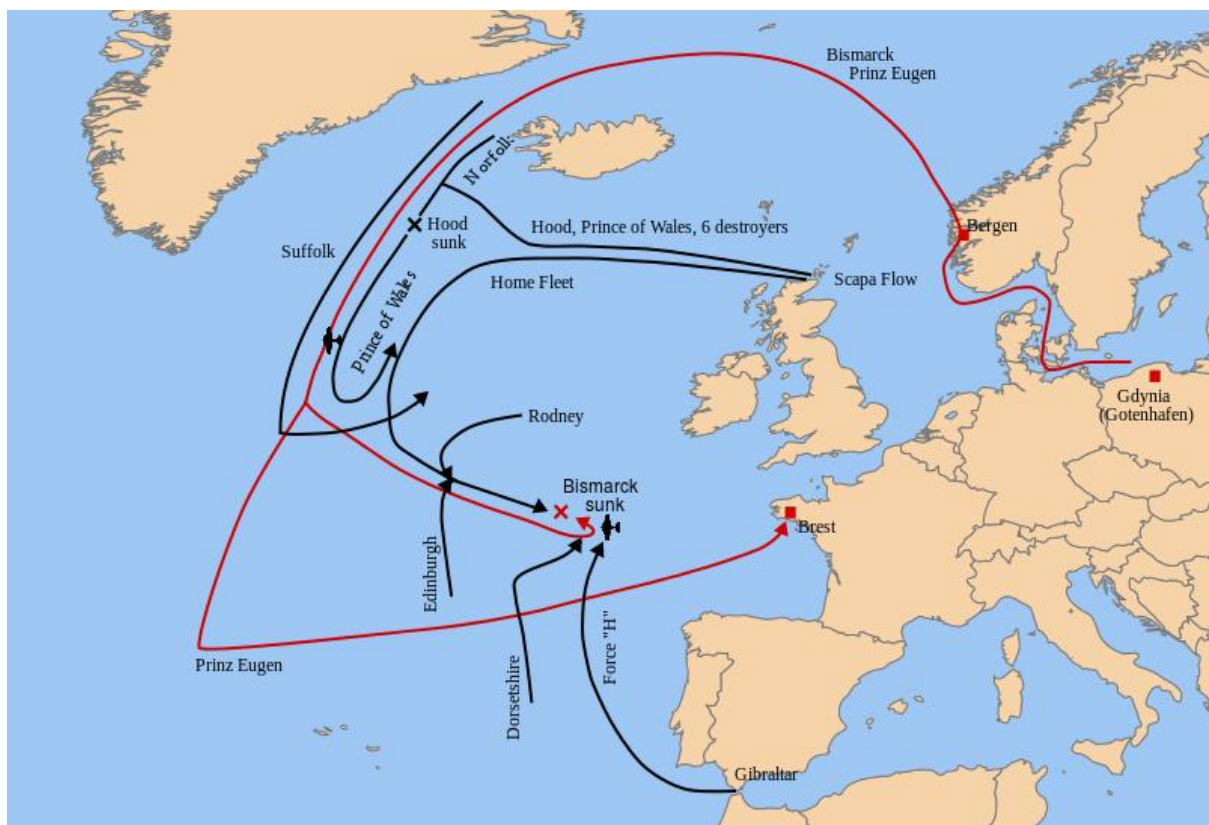 Bismarck
Prinz Eugen
Norfolk
Hood
sunk
Hood, Prince of Wales, 6 destroyers
Bergen
Suffolk
Home Fleet
Scapa Flow
Prince of Wales
Gdynia
(Gotenhafen)
Rodney
Bismarck
sunk
Brest
Edinburgh
Force "H"
Prinz Eugen
Dorsetshire
Gibraltar